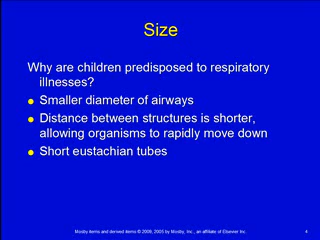 Size
Why are children predisposed to respiratory
illnesses?
Smaller diameter of airways
Distance between structures is shorter,
allowing organisms to rapidly move down
Short eustachian tubes
Mosby items and derived items © 2009, 2005 by Mosby, Inc., an affiliate of Elsevier Inc.
4